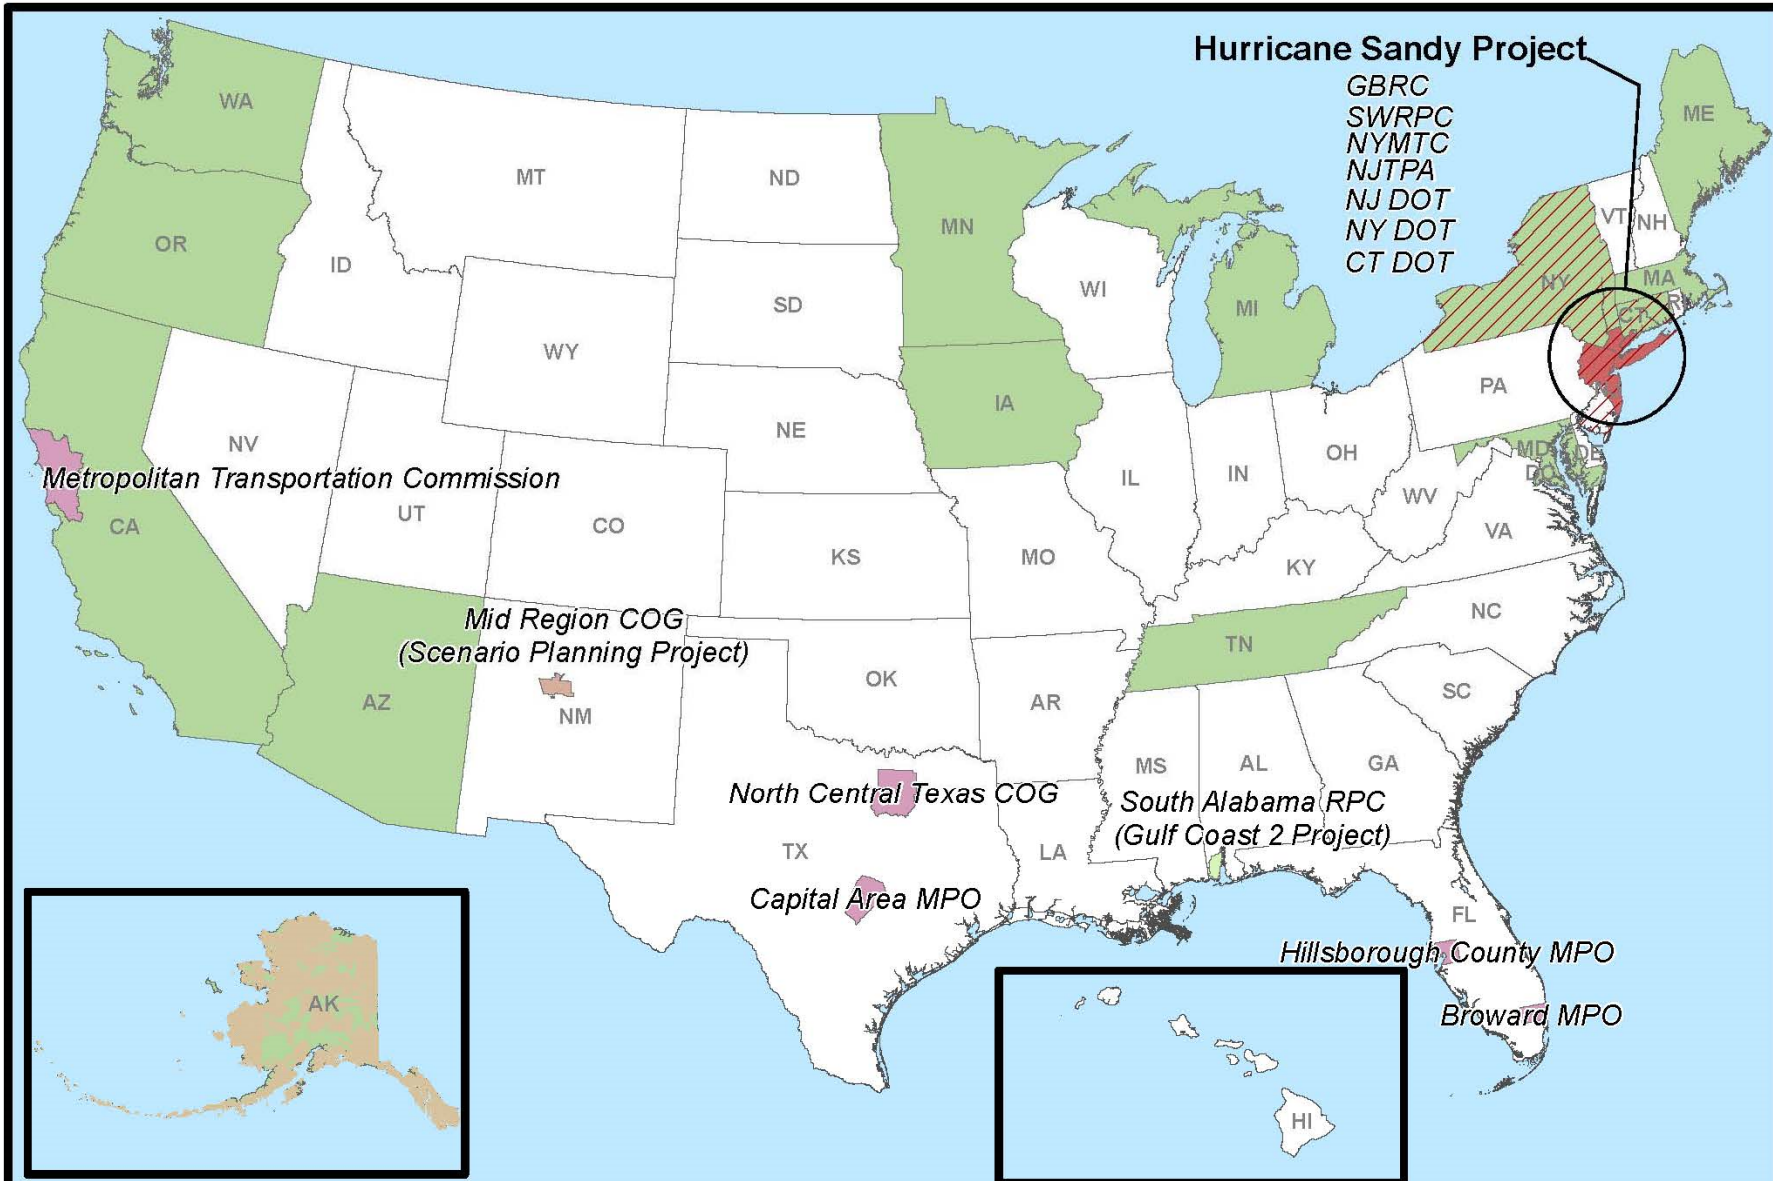 Hurricane Sandy Project
GBRC
SWRPC
NYMTC
NJTPA
NJ DOT
NY DOT
CT DOT
WA
MT
ND
MN
ME
VT
NH
OR
ID
SD
WI
MI
NY
MA
CT
RI
WY
IA
NE
PA
NV
Metropolitan Transportation Commission
UT
CO
CA
IL
IN
OH
MD
DE
DC
WV
VA
KS
MO
KY
Mid Region COG
(Scenario Planning Project)
NC
TN
AZ
NM
OK
AR
SC
MS
AL
GA
North Central Texas COG
South Alabama RPC
(Gulf Coast 2 Project)
TX
LA
Capital Area MPO
FL
Hillsborough County MPO
Broward MPO
AK
HI